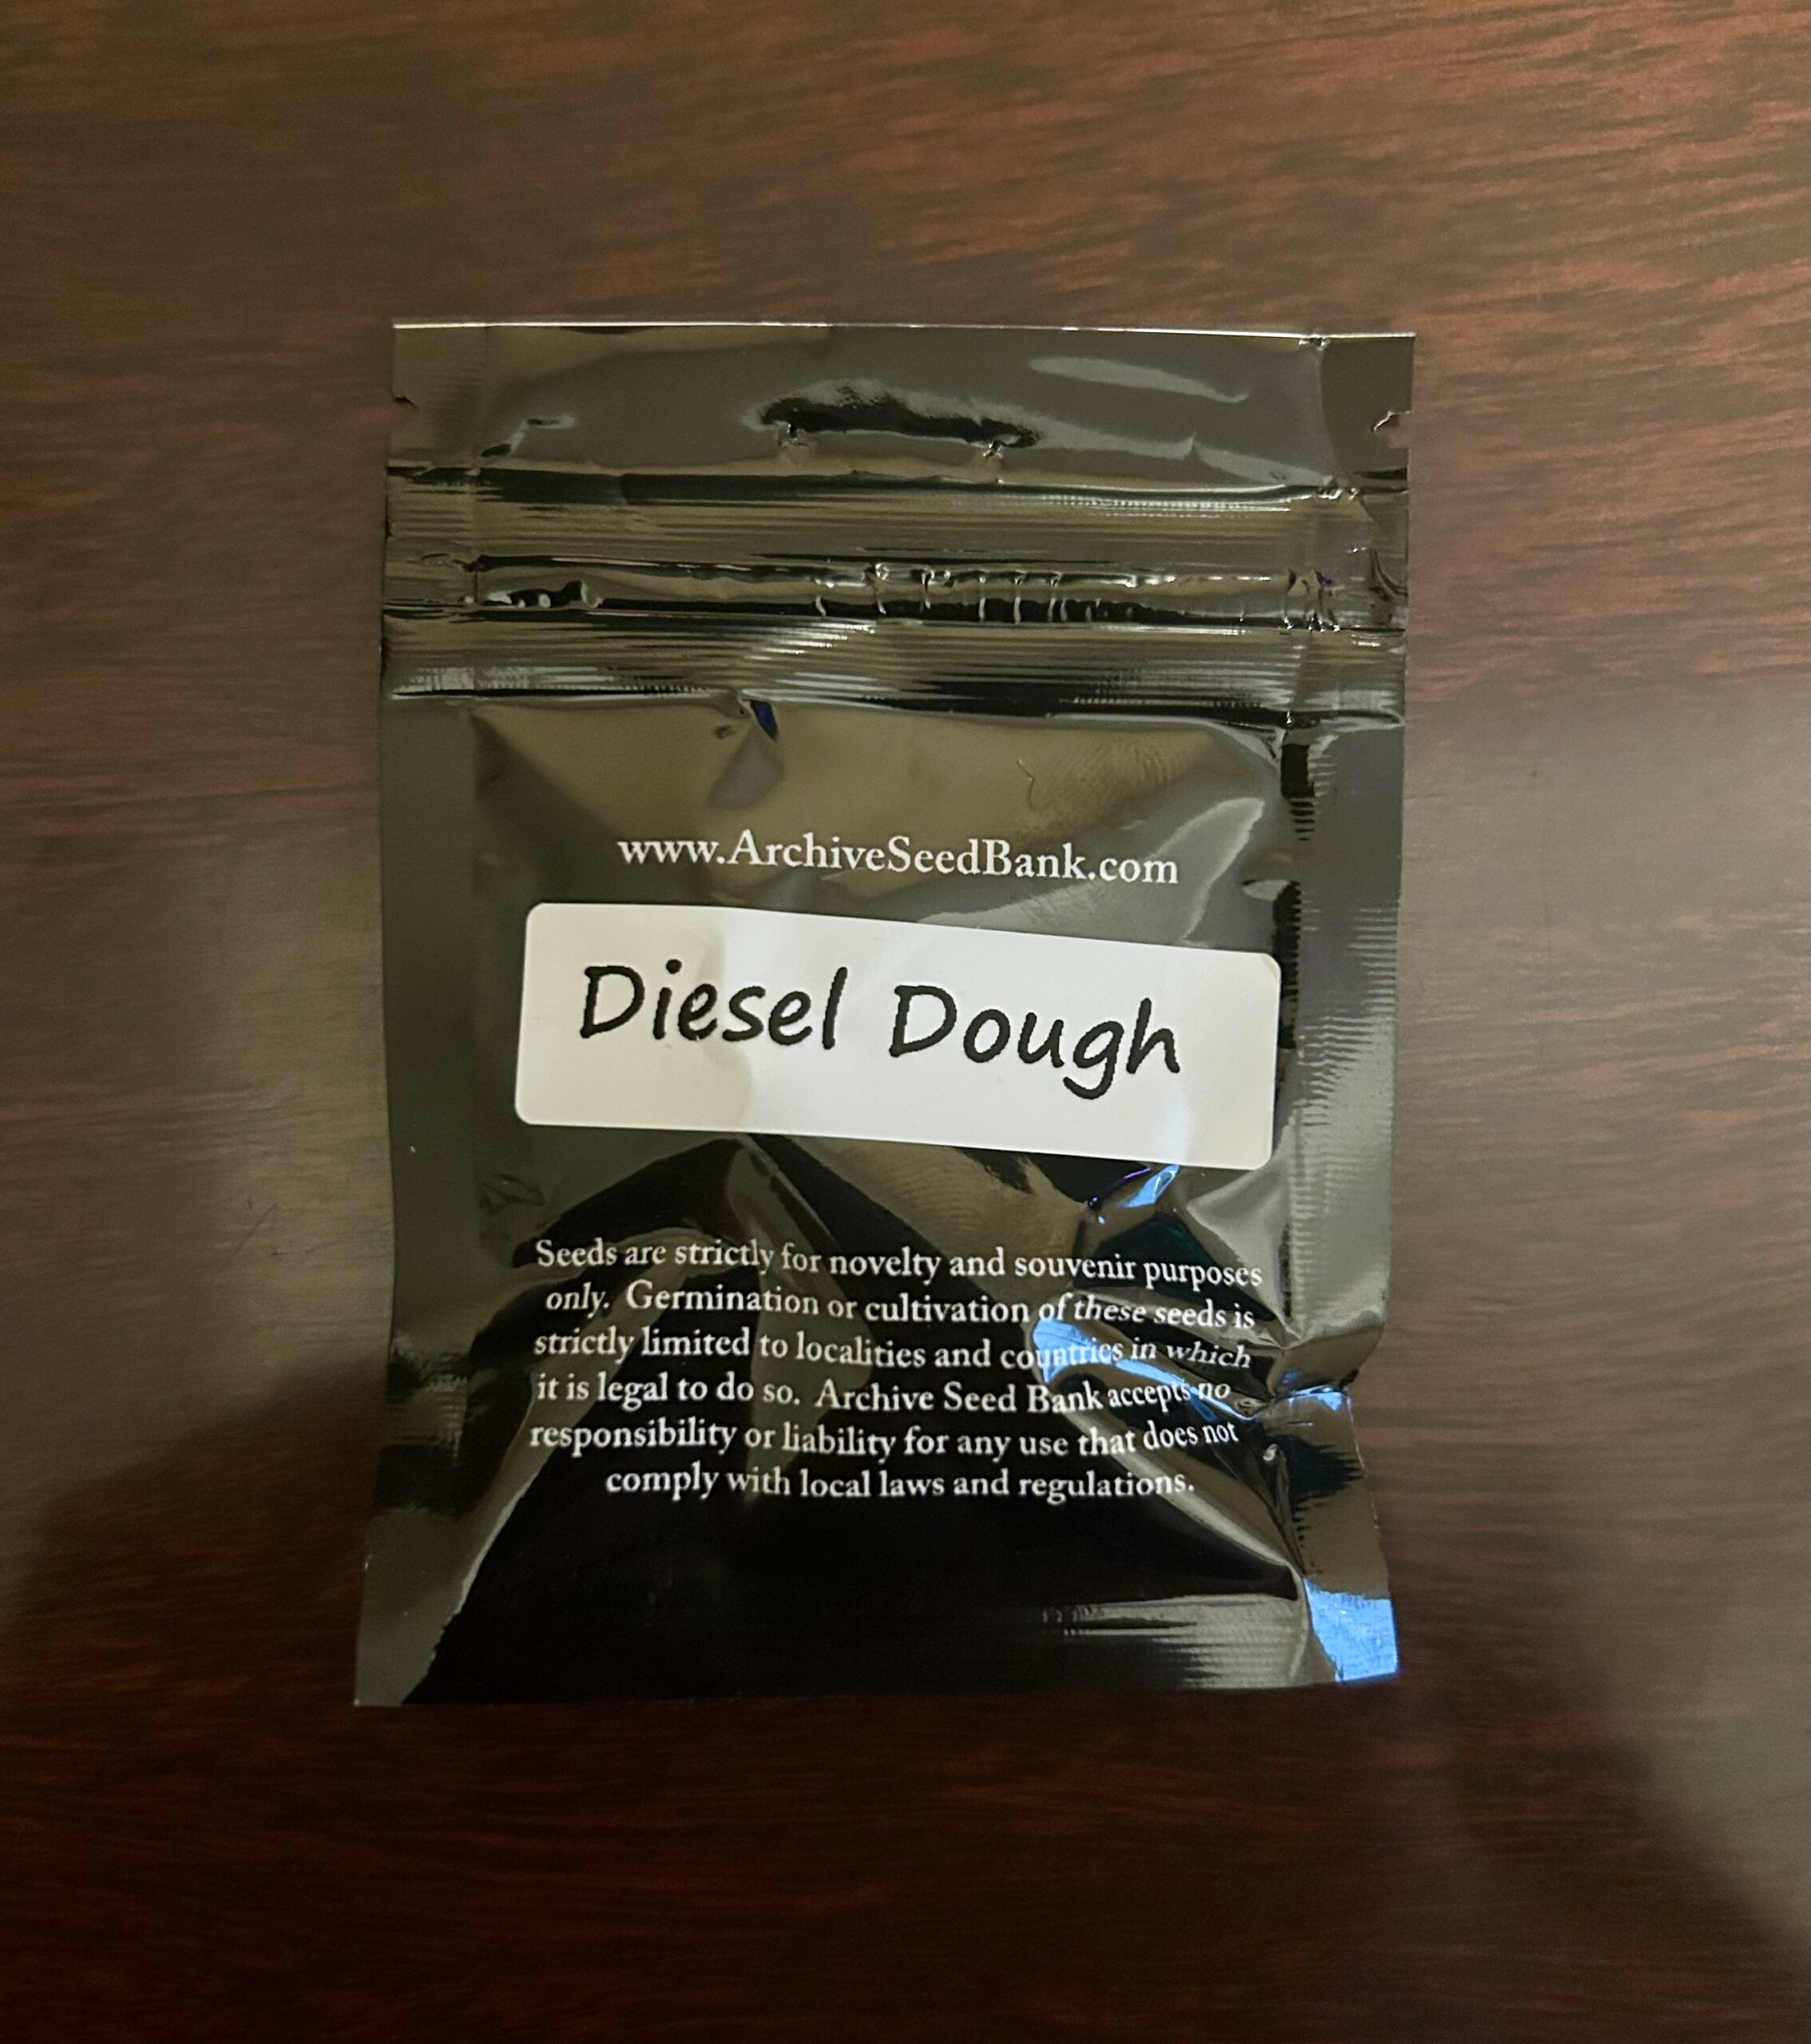 www.ArchiveSeedBank.com
Diesel Dough
Seeds are strictly for novelty and souvenir purposes
only. Germination or cultivation of these seeds is
strictly limited to localities and countries in which
it is legal to do so. Archive Seed Bank accepts no
responsibility or liability for any use that does not
comply with local laws and regulations.